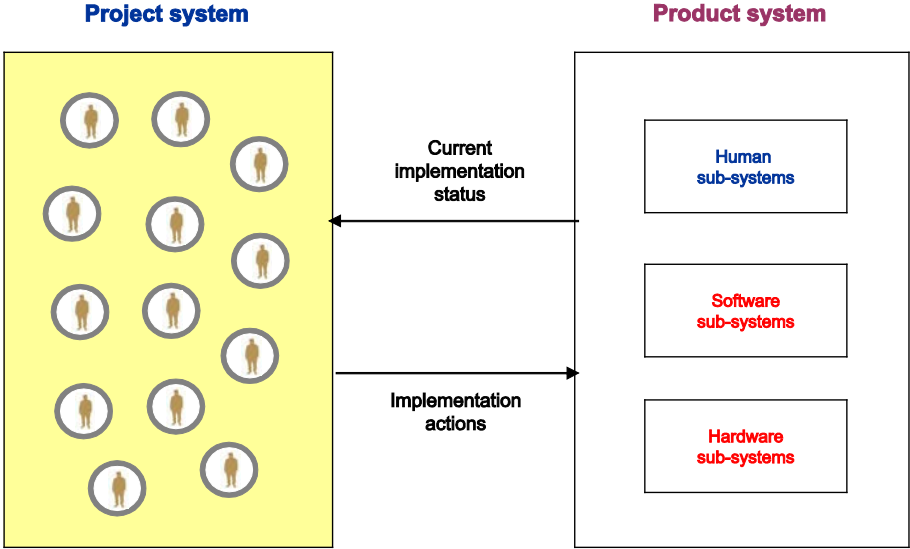 Project system
Product system
Current
implementation
status
Implementation
actions
Human
sub-systems
Software
sub-systems
Hardware
sub-systems